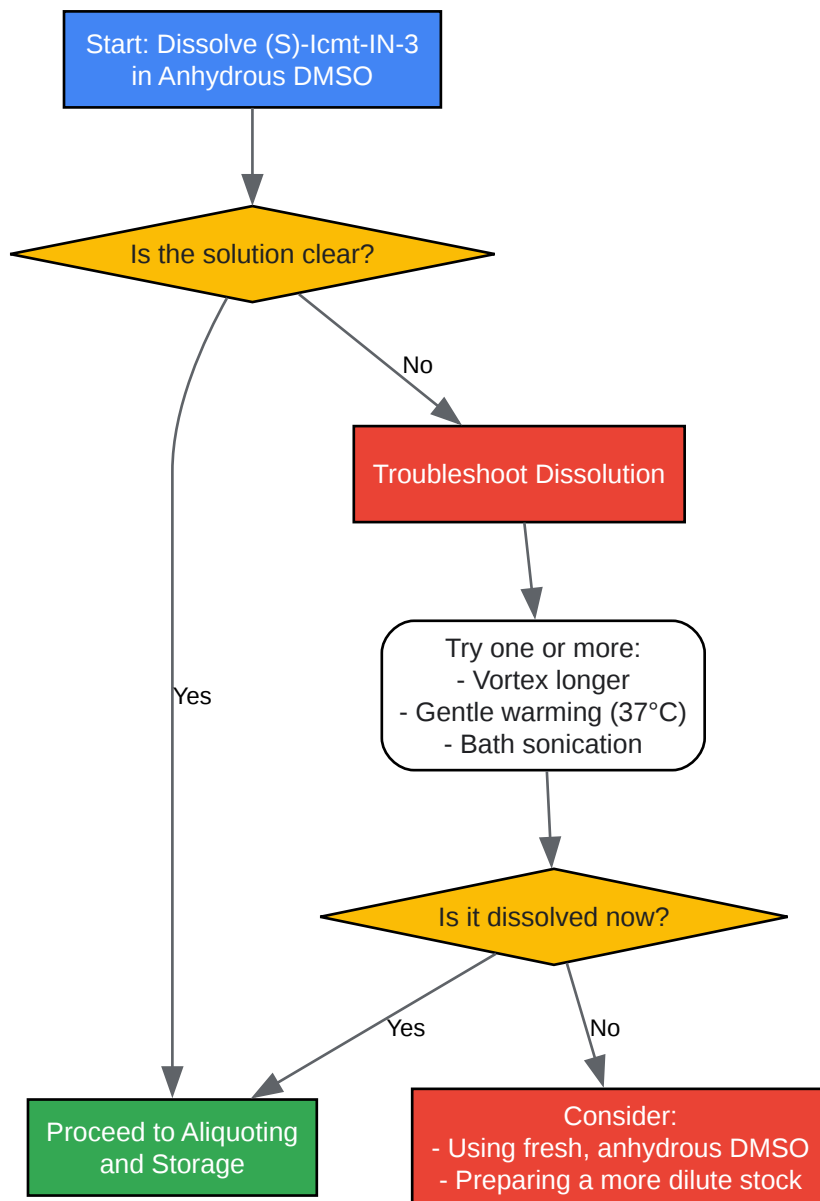 Start: Dissolve (S)-Icmt-IN-3
in Anhydrous DMSO
Is the solution clear?
No
Troubleshoot Dissolution
Try one or more:
- Vortex longer
- Gentle warming (37°C)
- Bath sonication
Yes
Is it dissolved now?
Yes
No
Proceed to Aliquoting
and Storage
Consider:
- Using fresh, anhydrous DMSO
- Preparing a more dilute stock